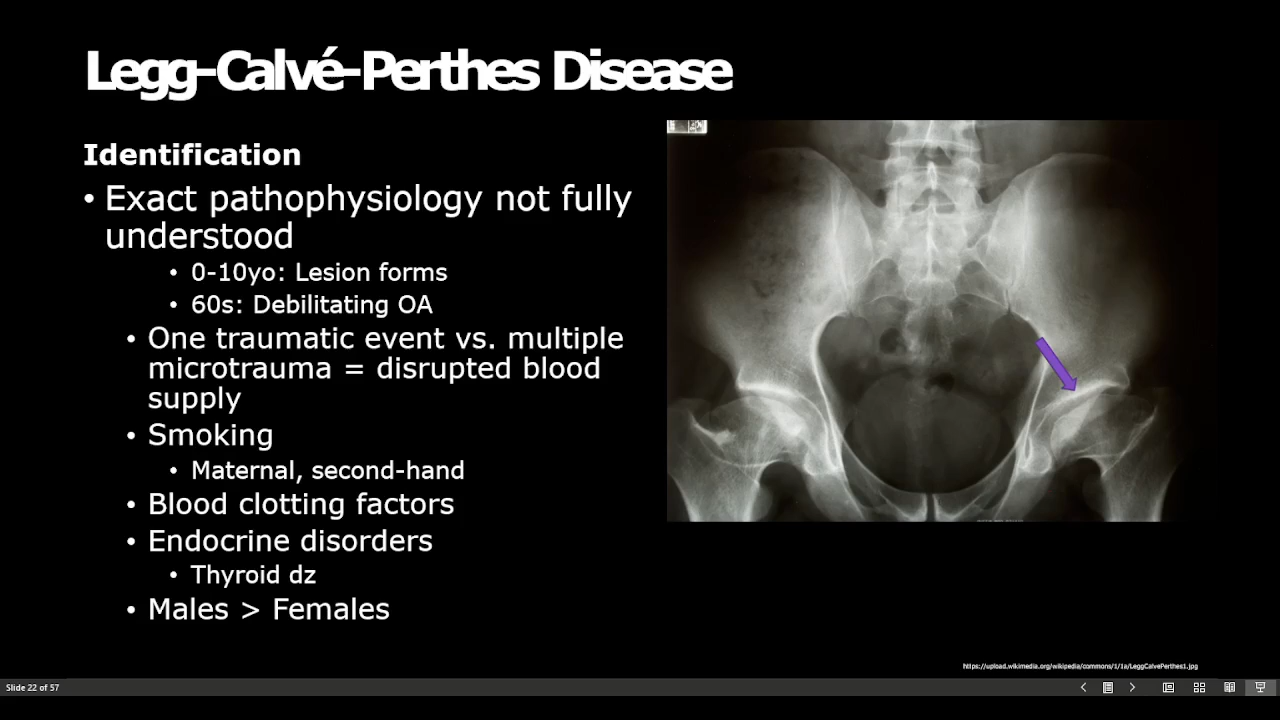 Legg-Calvé-Perthes Disease
Identification
• Exact pathophysiology not fully
understood
• 0-10yo: Lesion forms
• 60s: Debilitating OA
• One traumatic event vs. multiple
microtrauma = disrupted blood
supply
• Smoking
• Maternal, second-hand
• Blood clotting factors
• Endocrine disorders
• Thyroid dz
• Males > Females
https://upload.wikimedia.org/wikipedia/commons/1/1a/LeggCalvePerthes1.jpg
Slide 22 of 57